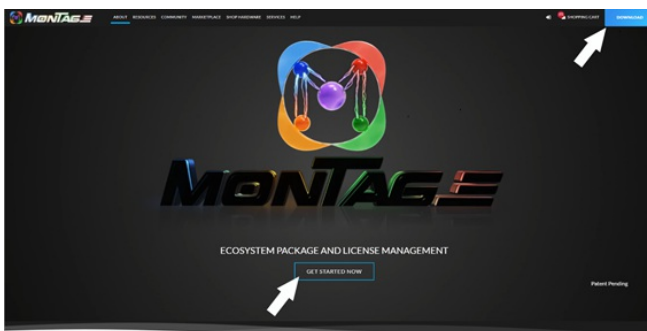 MONTAGE
ABOUT RESOURCES COMMUNITY MARKETPLACE SHOP HARDWARE SERVICES HELP
SHOPPING CART
DOWNLOAD
MONTAGE
ECOSYSTEM PACKAGE AND LICENSE MANAGEMENT
GET STARTED NOW
Patent Pending